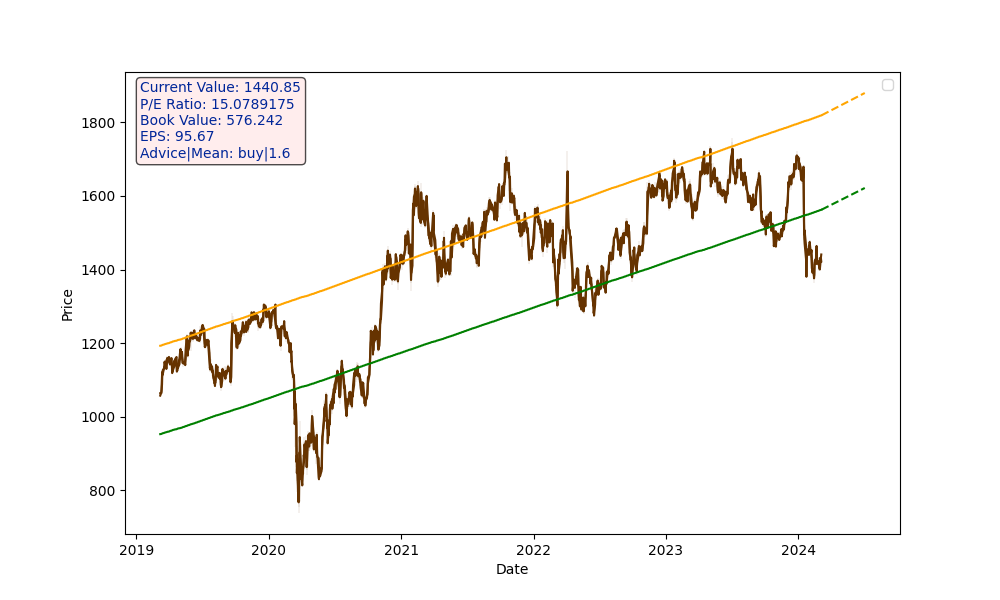 Current Value: 1440.85
P/E Ratio: 15.0789175
Book Value: 576.242
EPS: 95.67
Advice|Mean: buy|1.6
1800
1600
1400
1200
1000
800
Price
2019 2020 2021 2022 2023 2024
Date